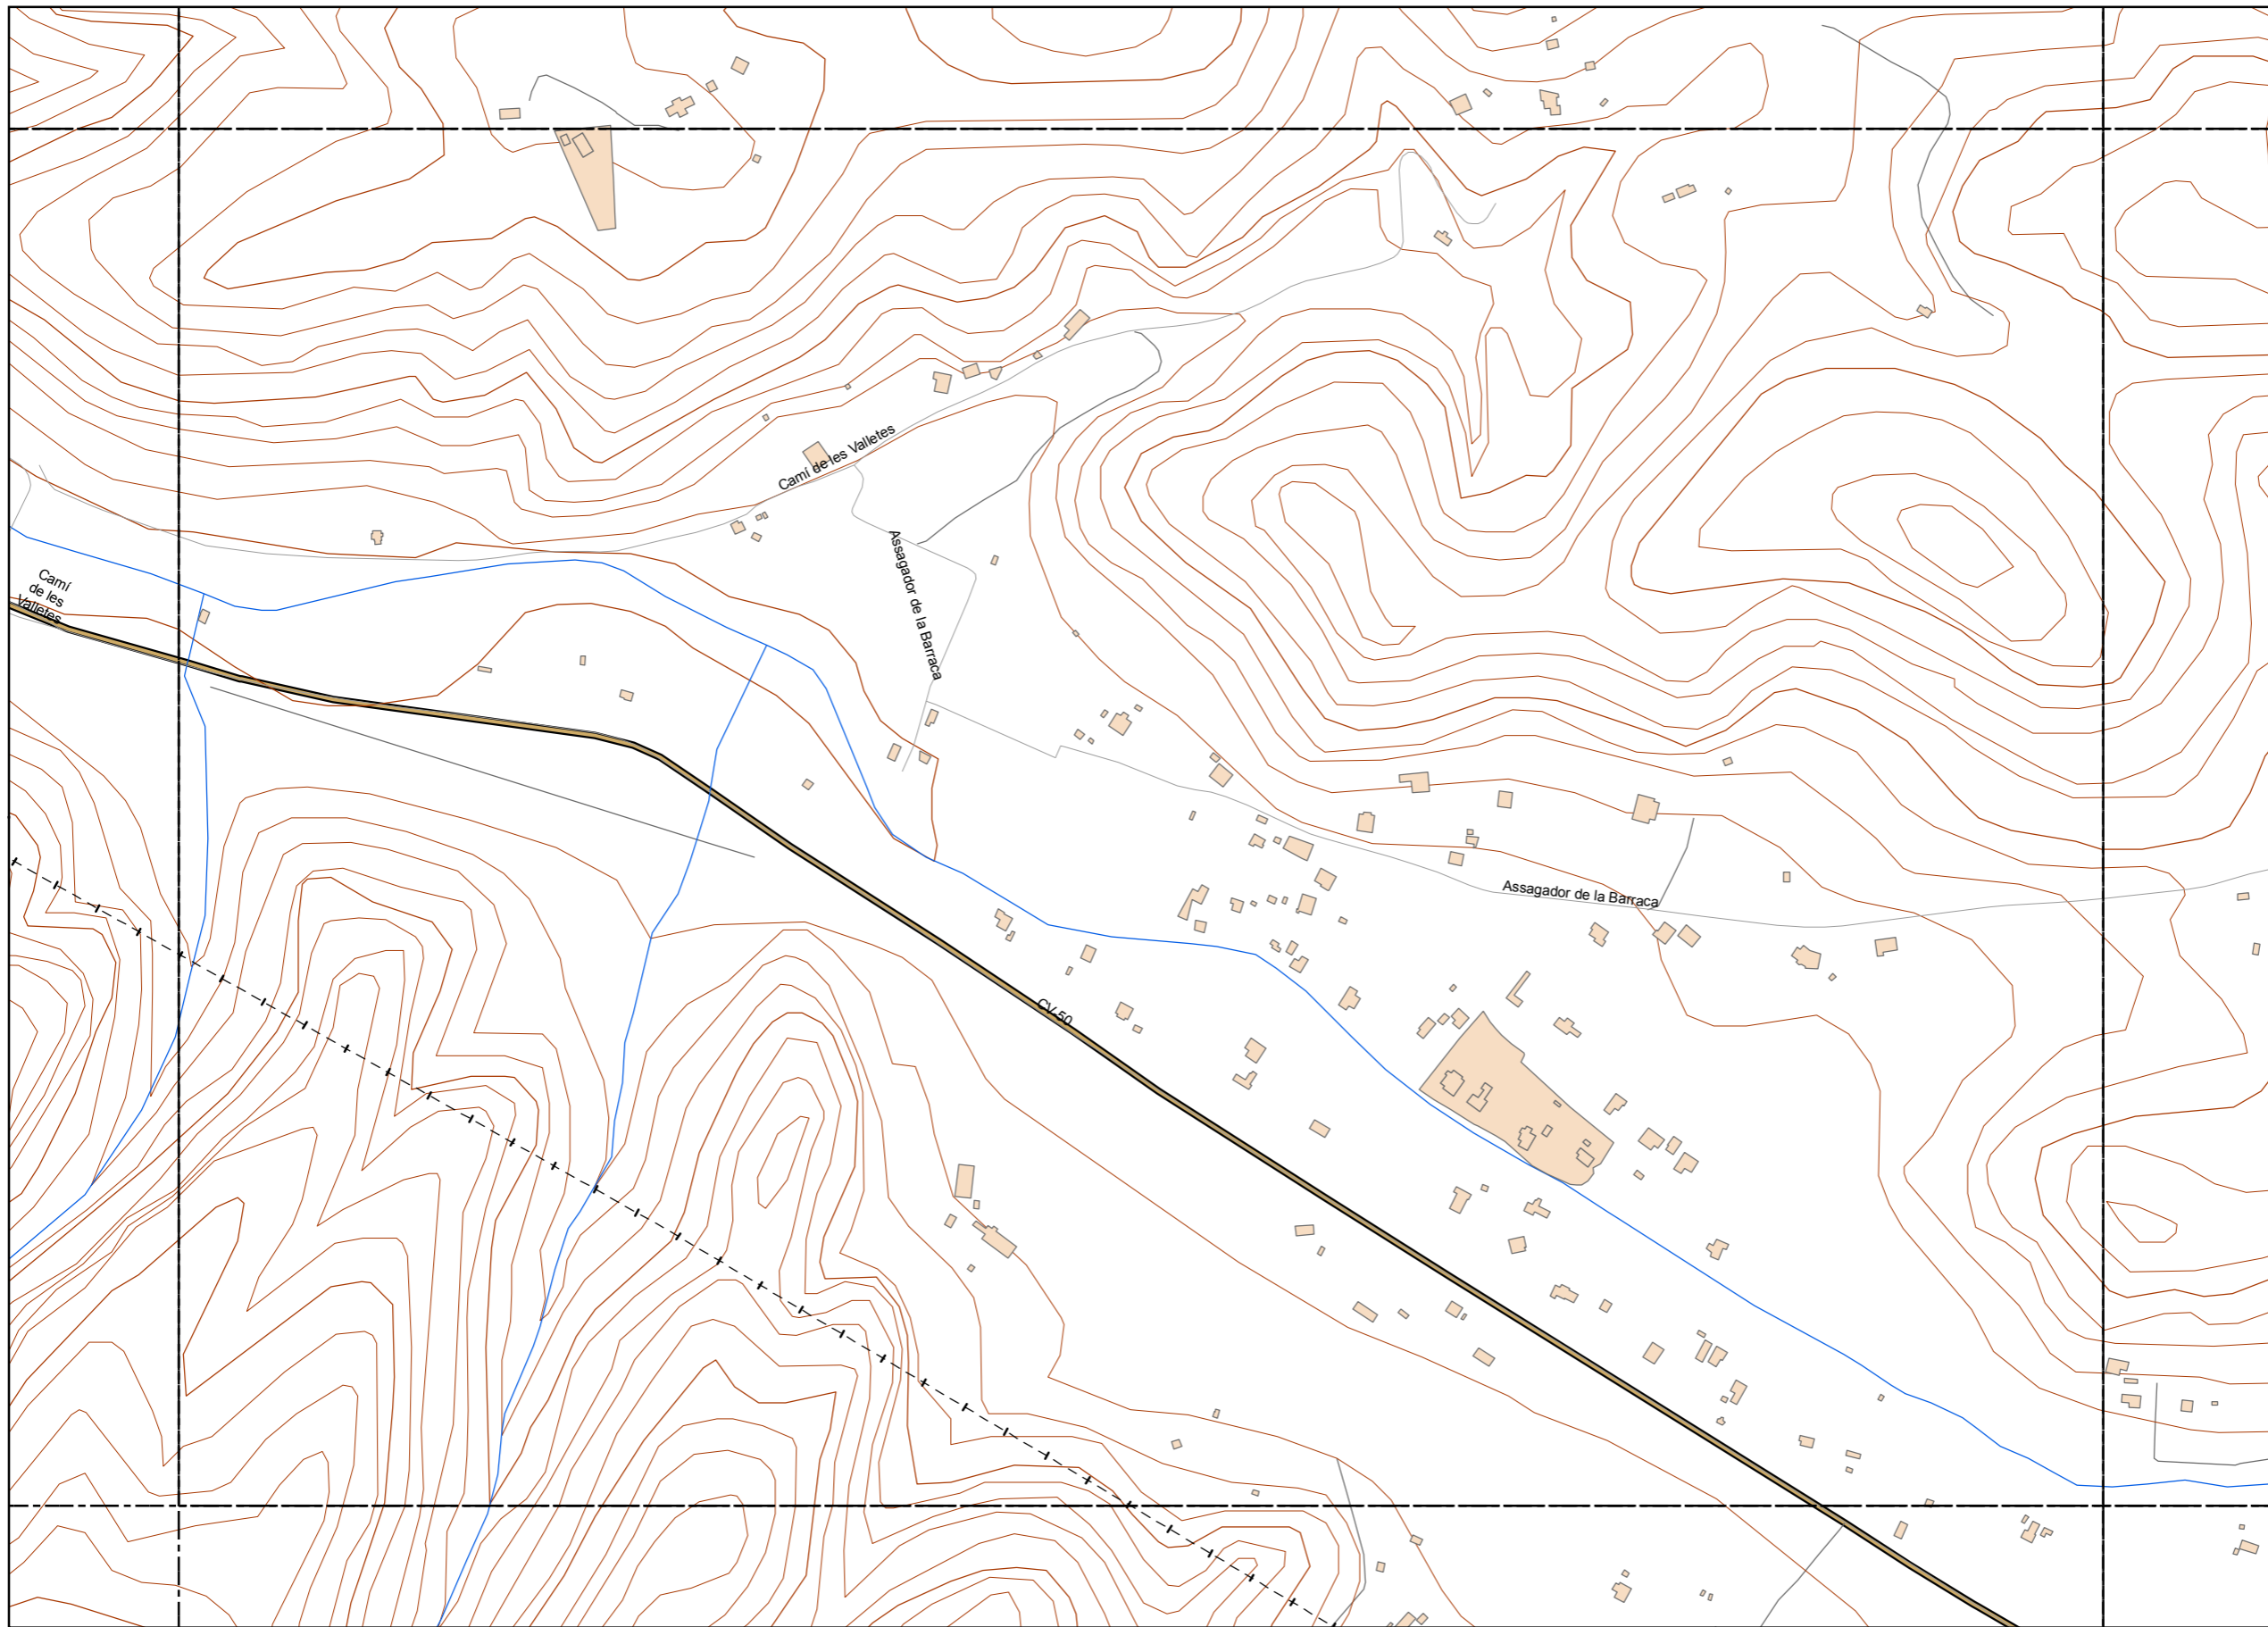 Camí de les Valletes
Assagador de la Barraca
Camí
de les
Valletes
Assagador de la Barraca
CV-50